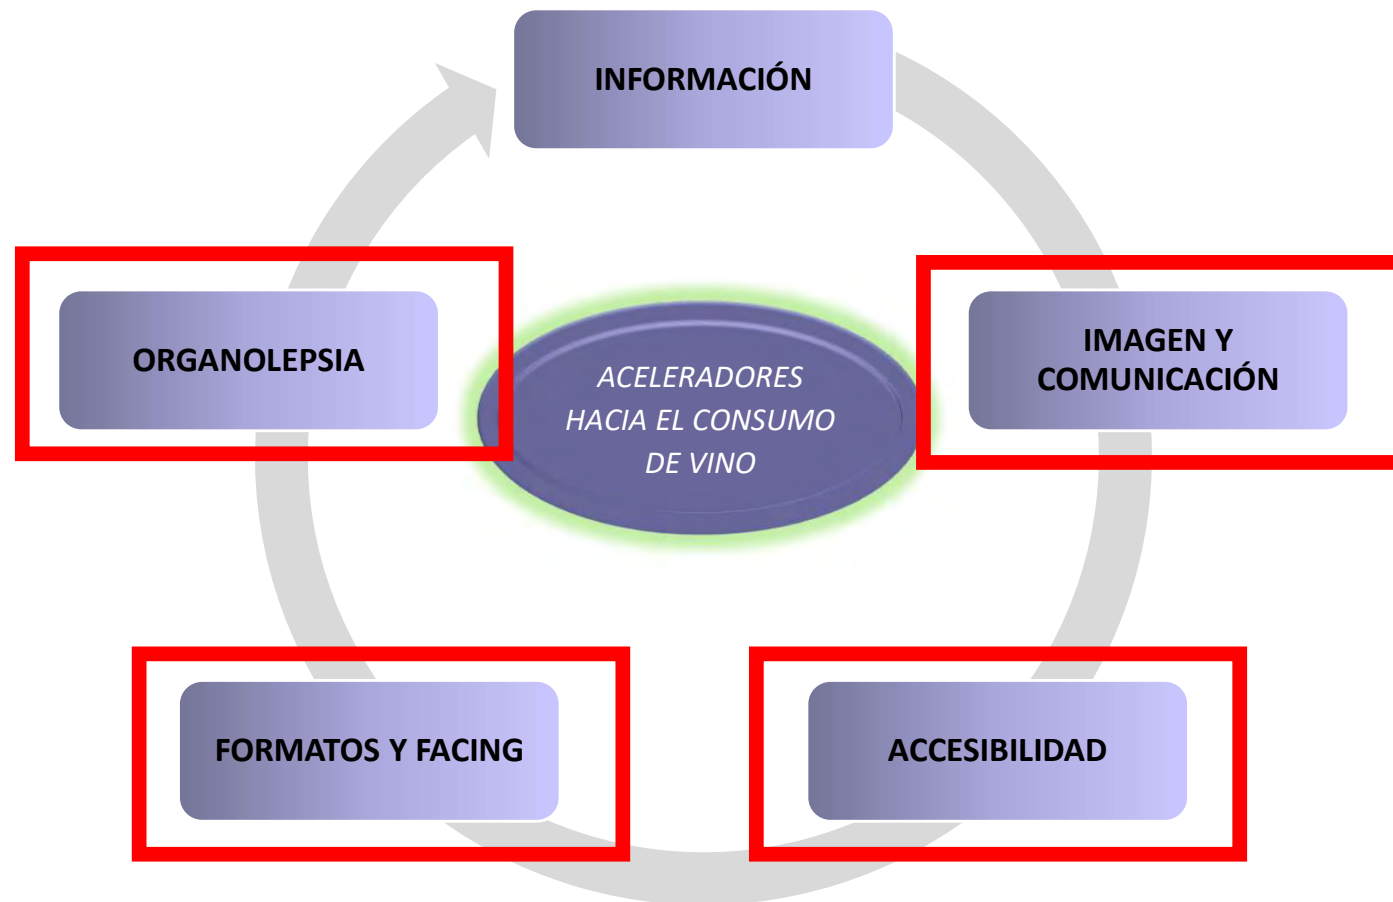 INFORMACIÓN
ORGANOLEPSIA
IMAGEN Y
COMUNICACIÓN
ACELERADORES
HACIA EL CONSUMO
DE VINO
FORMATOS Y FACING
ACCESIBILIDAD